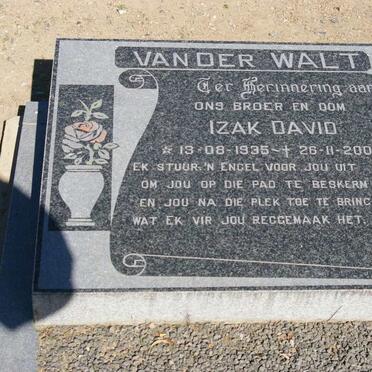 VAN DER WALT
Ter Herinnering aan
ONS BROER EN OOM
IZAK DAVID
☆ 13-08-1935 ~ † 26-11-200
EK STUUR 'N ENGEL VOOR JOU UIT
OM JOU OP DIE PAD TE BESKERM
EN JOU NA DIE PLEK TOE TE BRING
WAT EK VIR JOU REGGEMAAK HET.